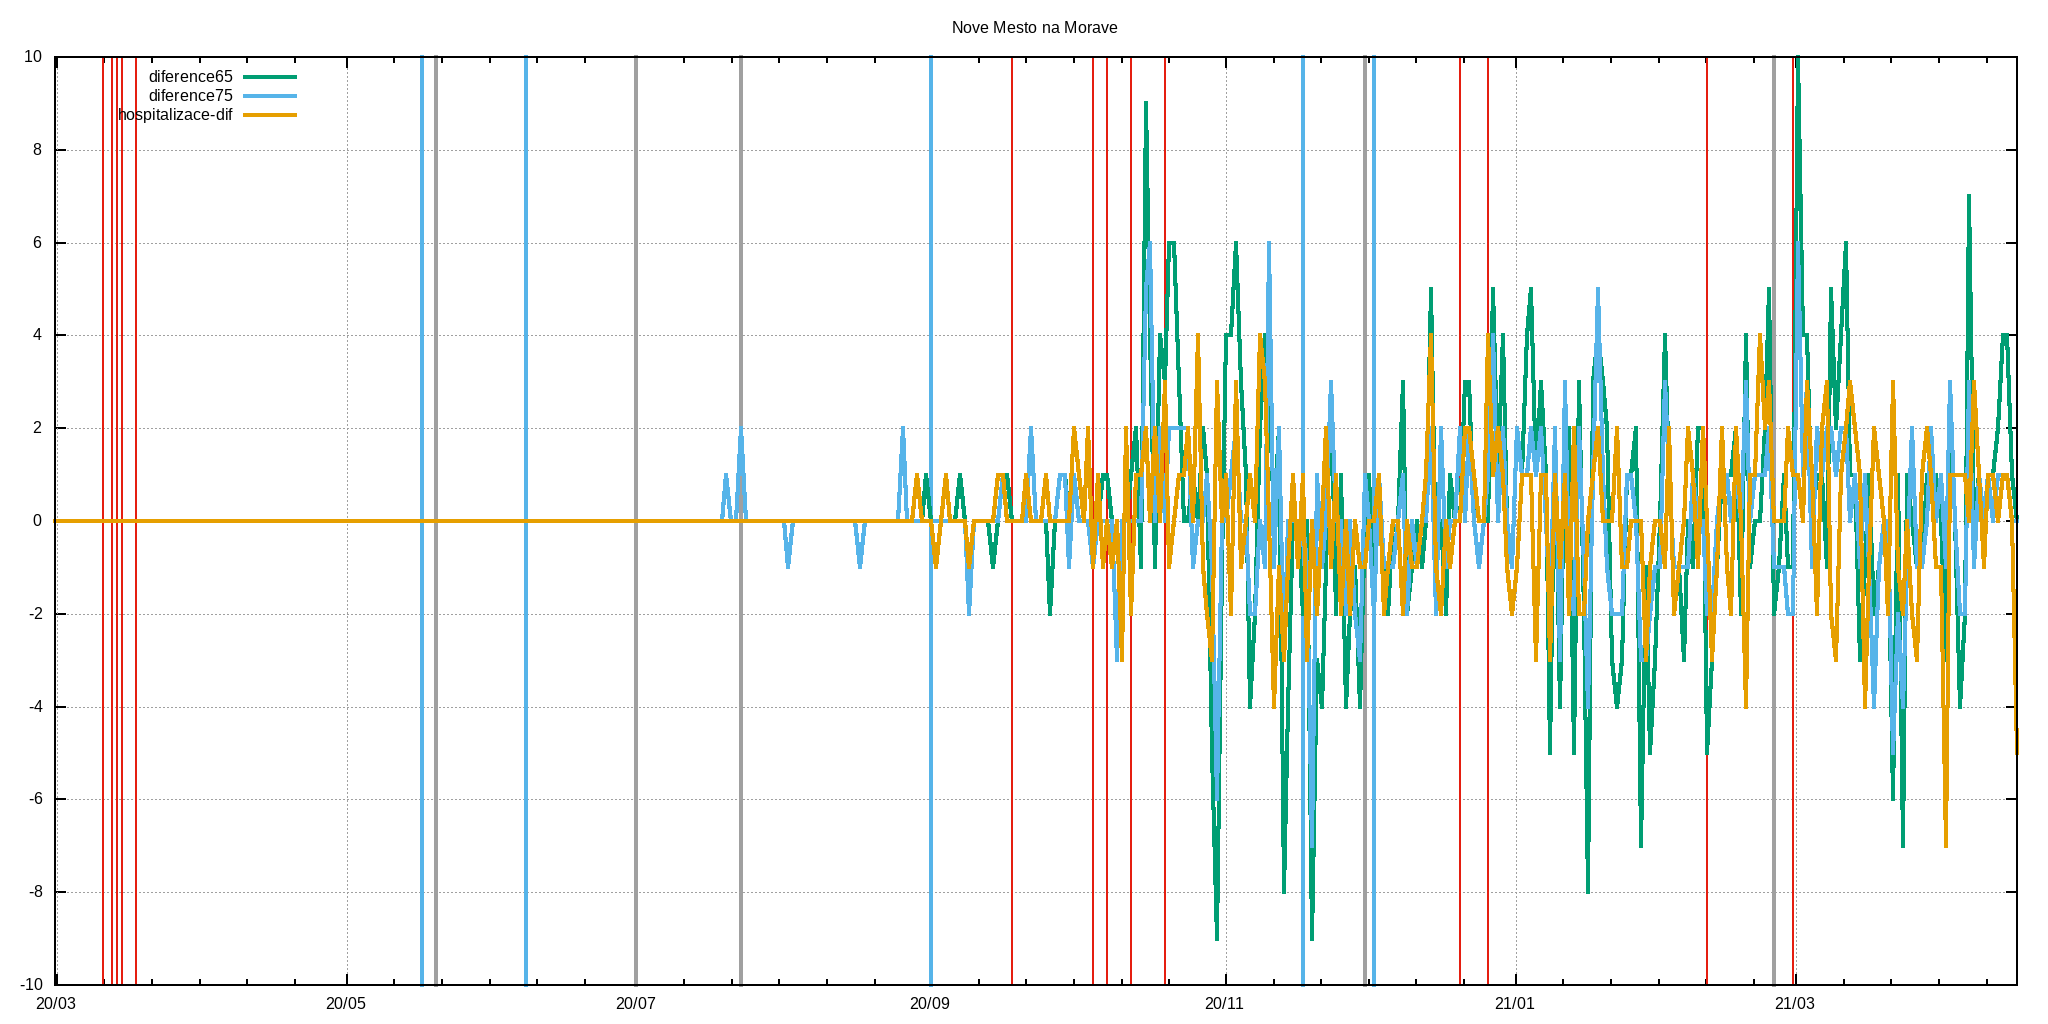 Nove Mesto na Morave
10
diference65
diference75
hospitalizace-dif
8
6
4
2
0
-2
-4
-6
-8
-10
20/03 20/05 20/07 20/09 20/11 21/01 21/03